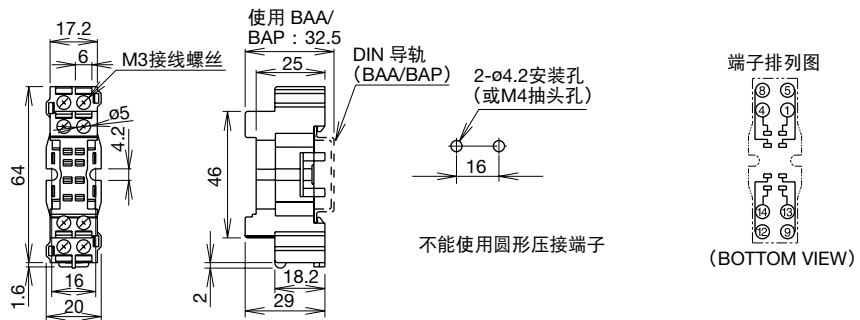 17.2
6
M3接线螺丝
ø5
4.2
64
1.6
16
20
使用 BAA/
BAP : 32.5
25
DIN 导轨
（BAA/BAP）
46
2
18.2
29
2-ø4.2安装孔
（或M4抽头孔）
16
不能使用圆形压接端子
端子排列图
8 5
4 1
14 13
12 9
(BOTTOM VIEW)